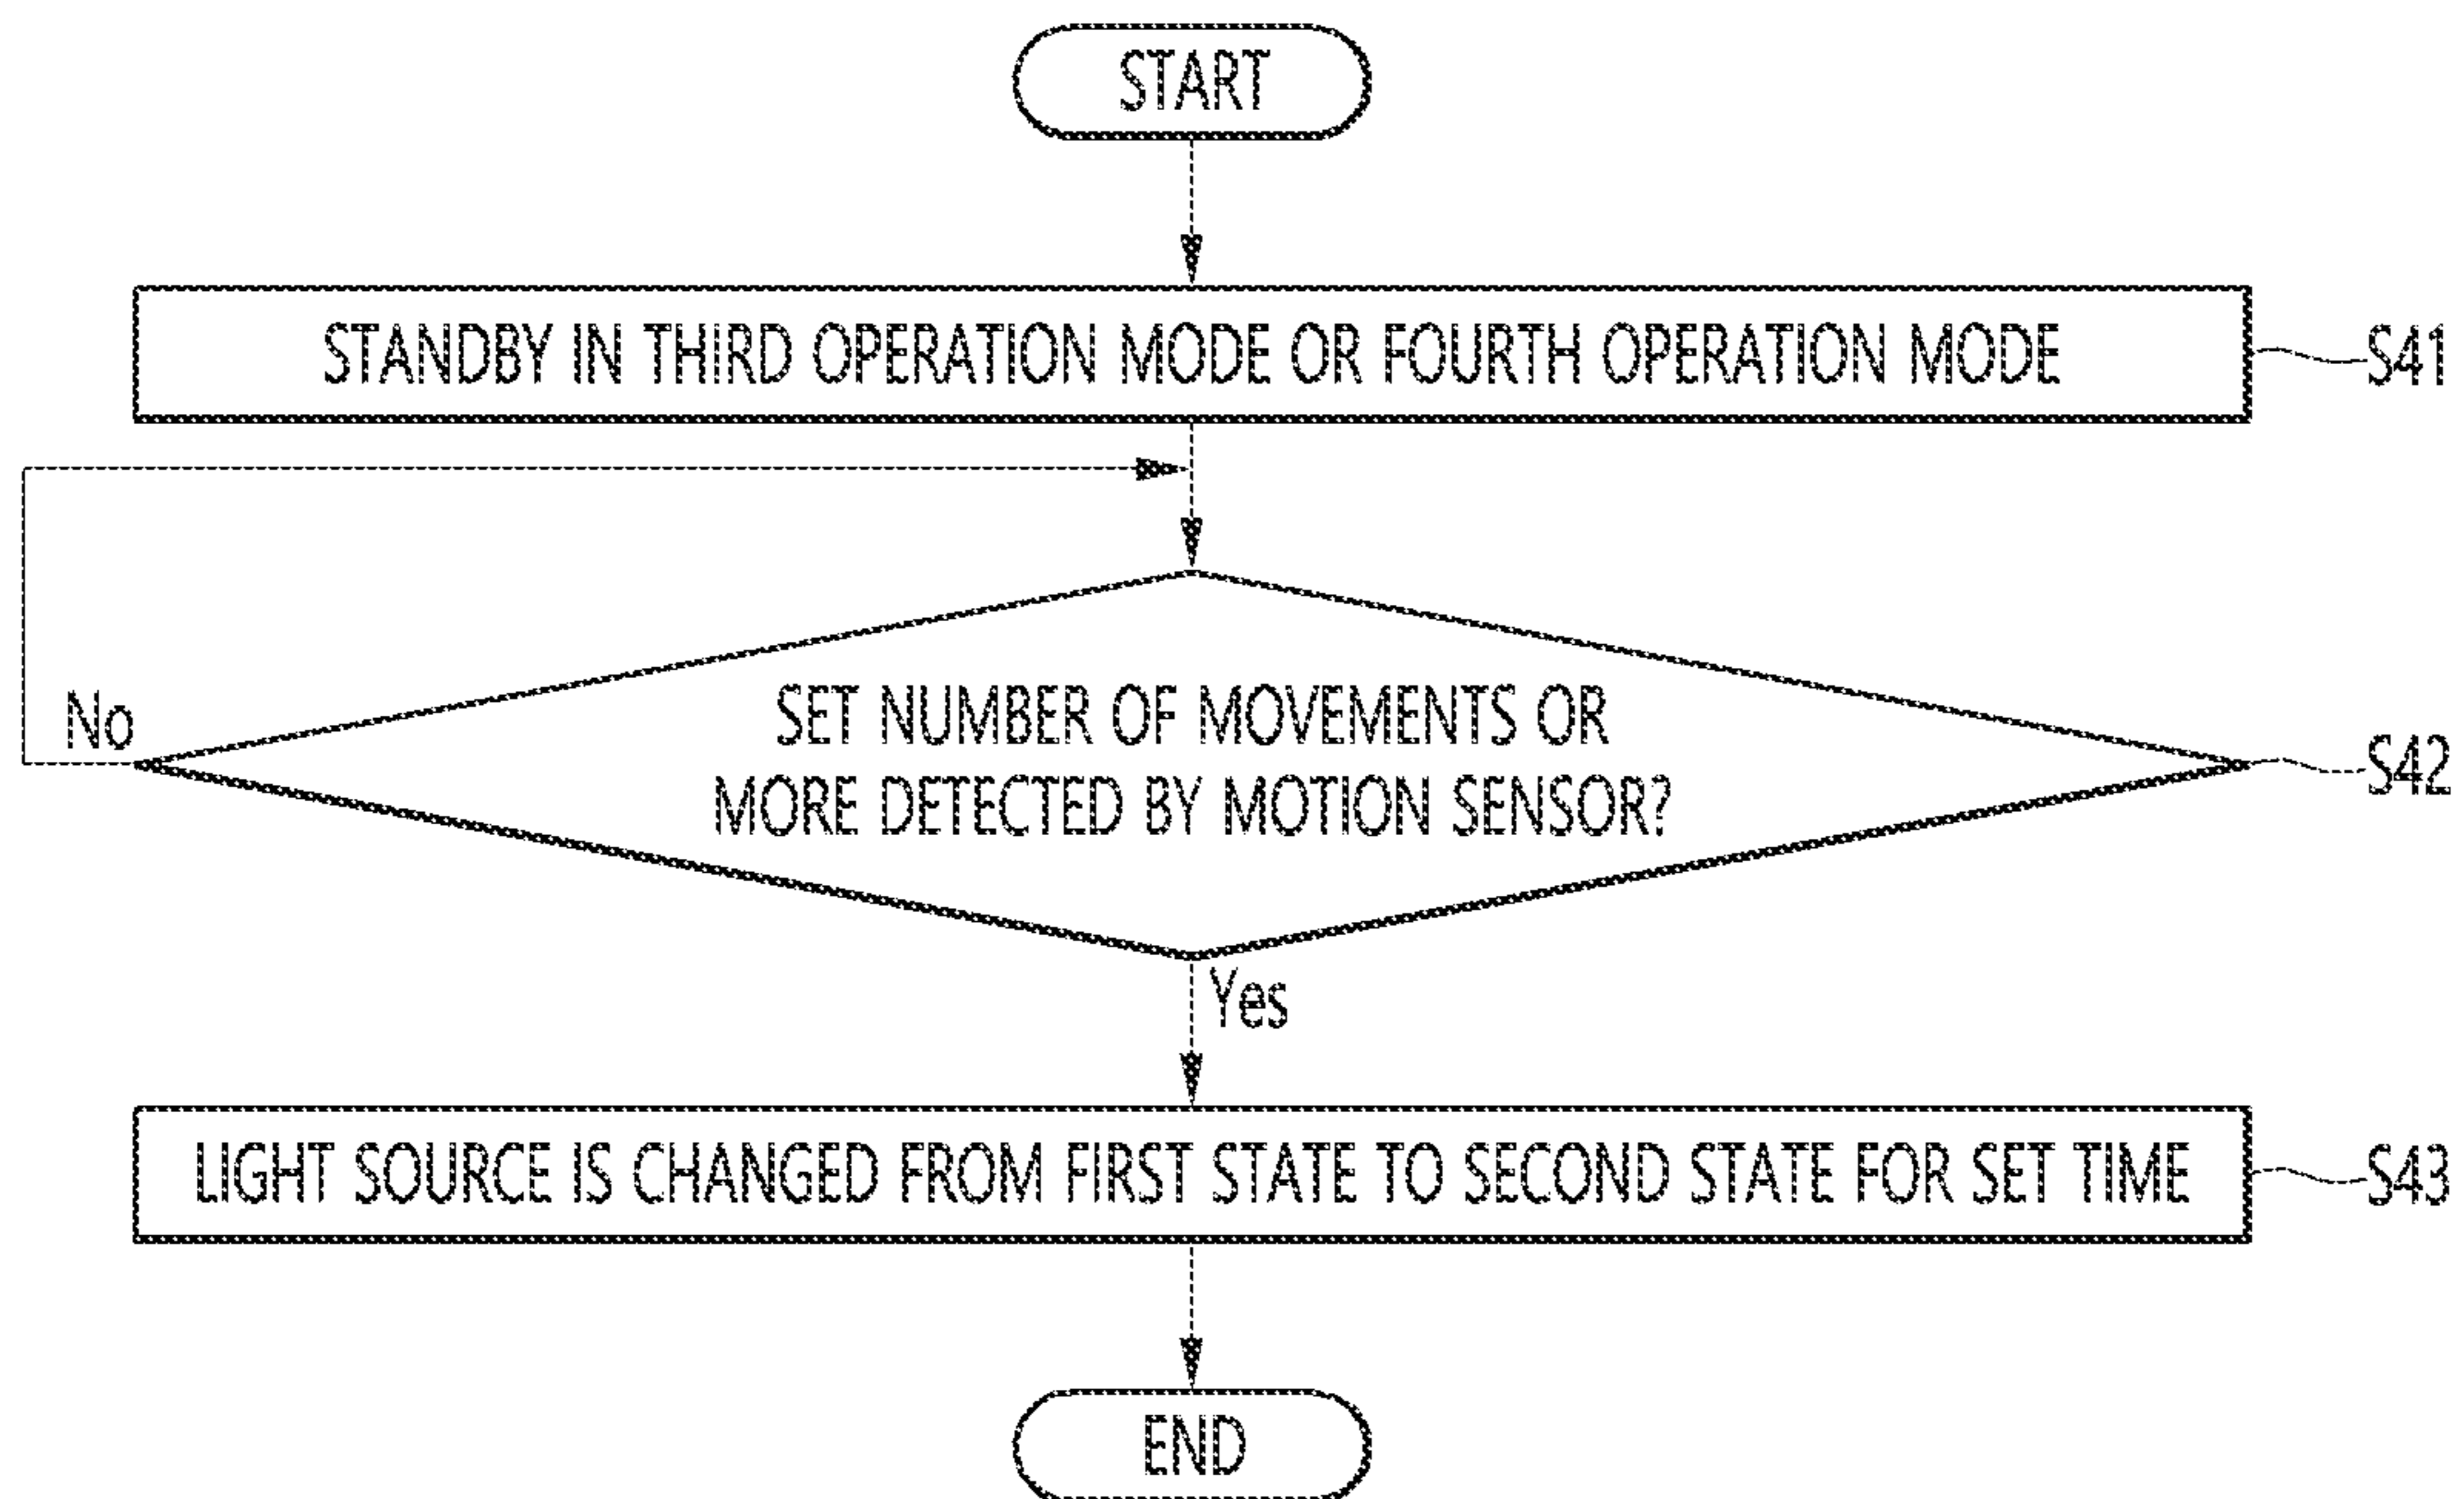 START
STANDBY IN THIRD OPERATION MODE OR FOURTH OPERATION MODE
S41
No
SET NUMBER OF MOVEMENTS OR
MORE DETECTED BY MOTION SENSOR?
S42
Yes
LIGHT SOURCE IS CHANGED FROM FIRST STATE TO SECOND STATE FOR SET TIME
S43
END